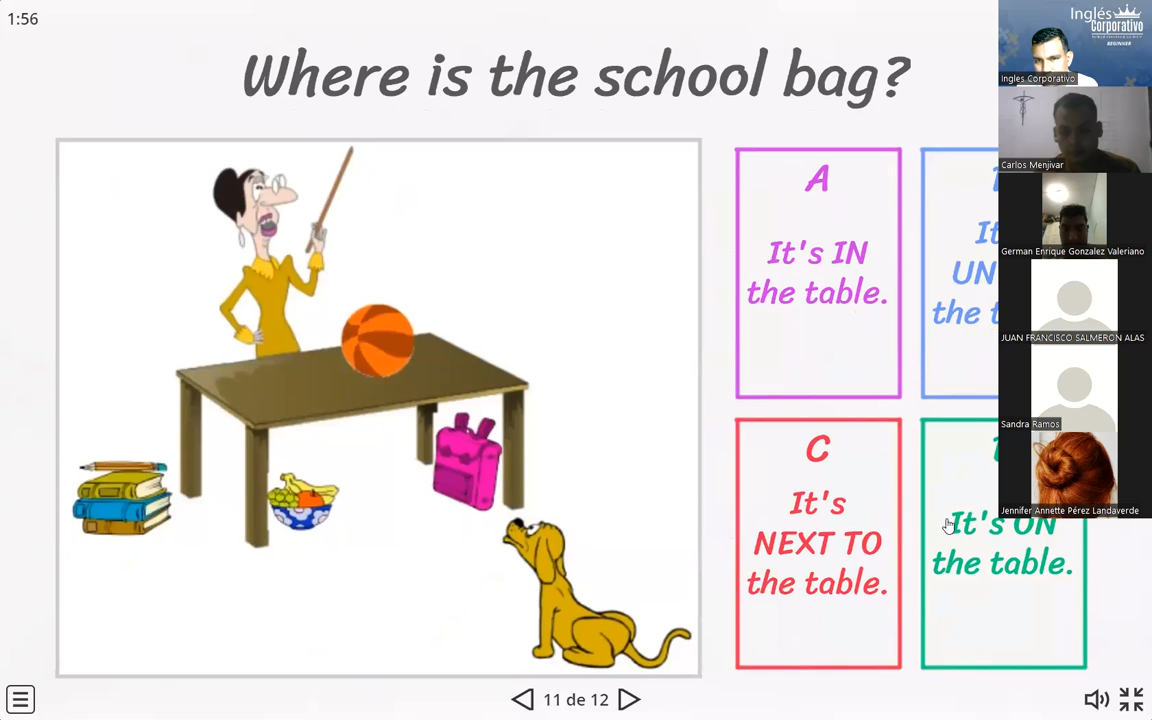 1:56
Where is the school bag?
A
It's IN
the table.
It
UN
the t
C
It's
NEXT TO
the table.
It's ON
the table.
11 de 12
Inglés
Corporativo
BEGINNER
Ingles Corporativo
Carlos Menjivar
German Enrique Gonzalez Valeriano
JUAN FRANCISCO SALMERON ALAS
Sandra Ramos
Jennifer Annette Pérez Landaverde